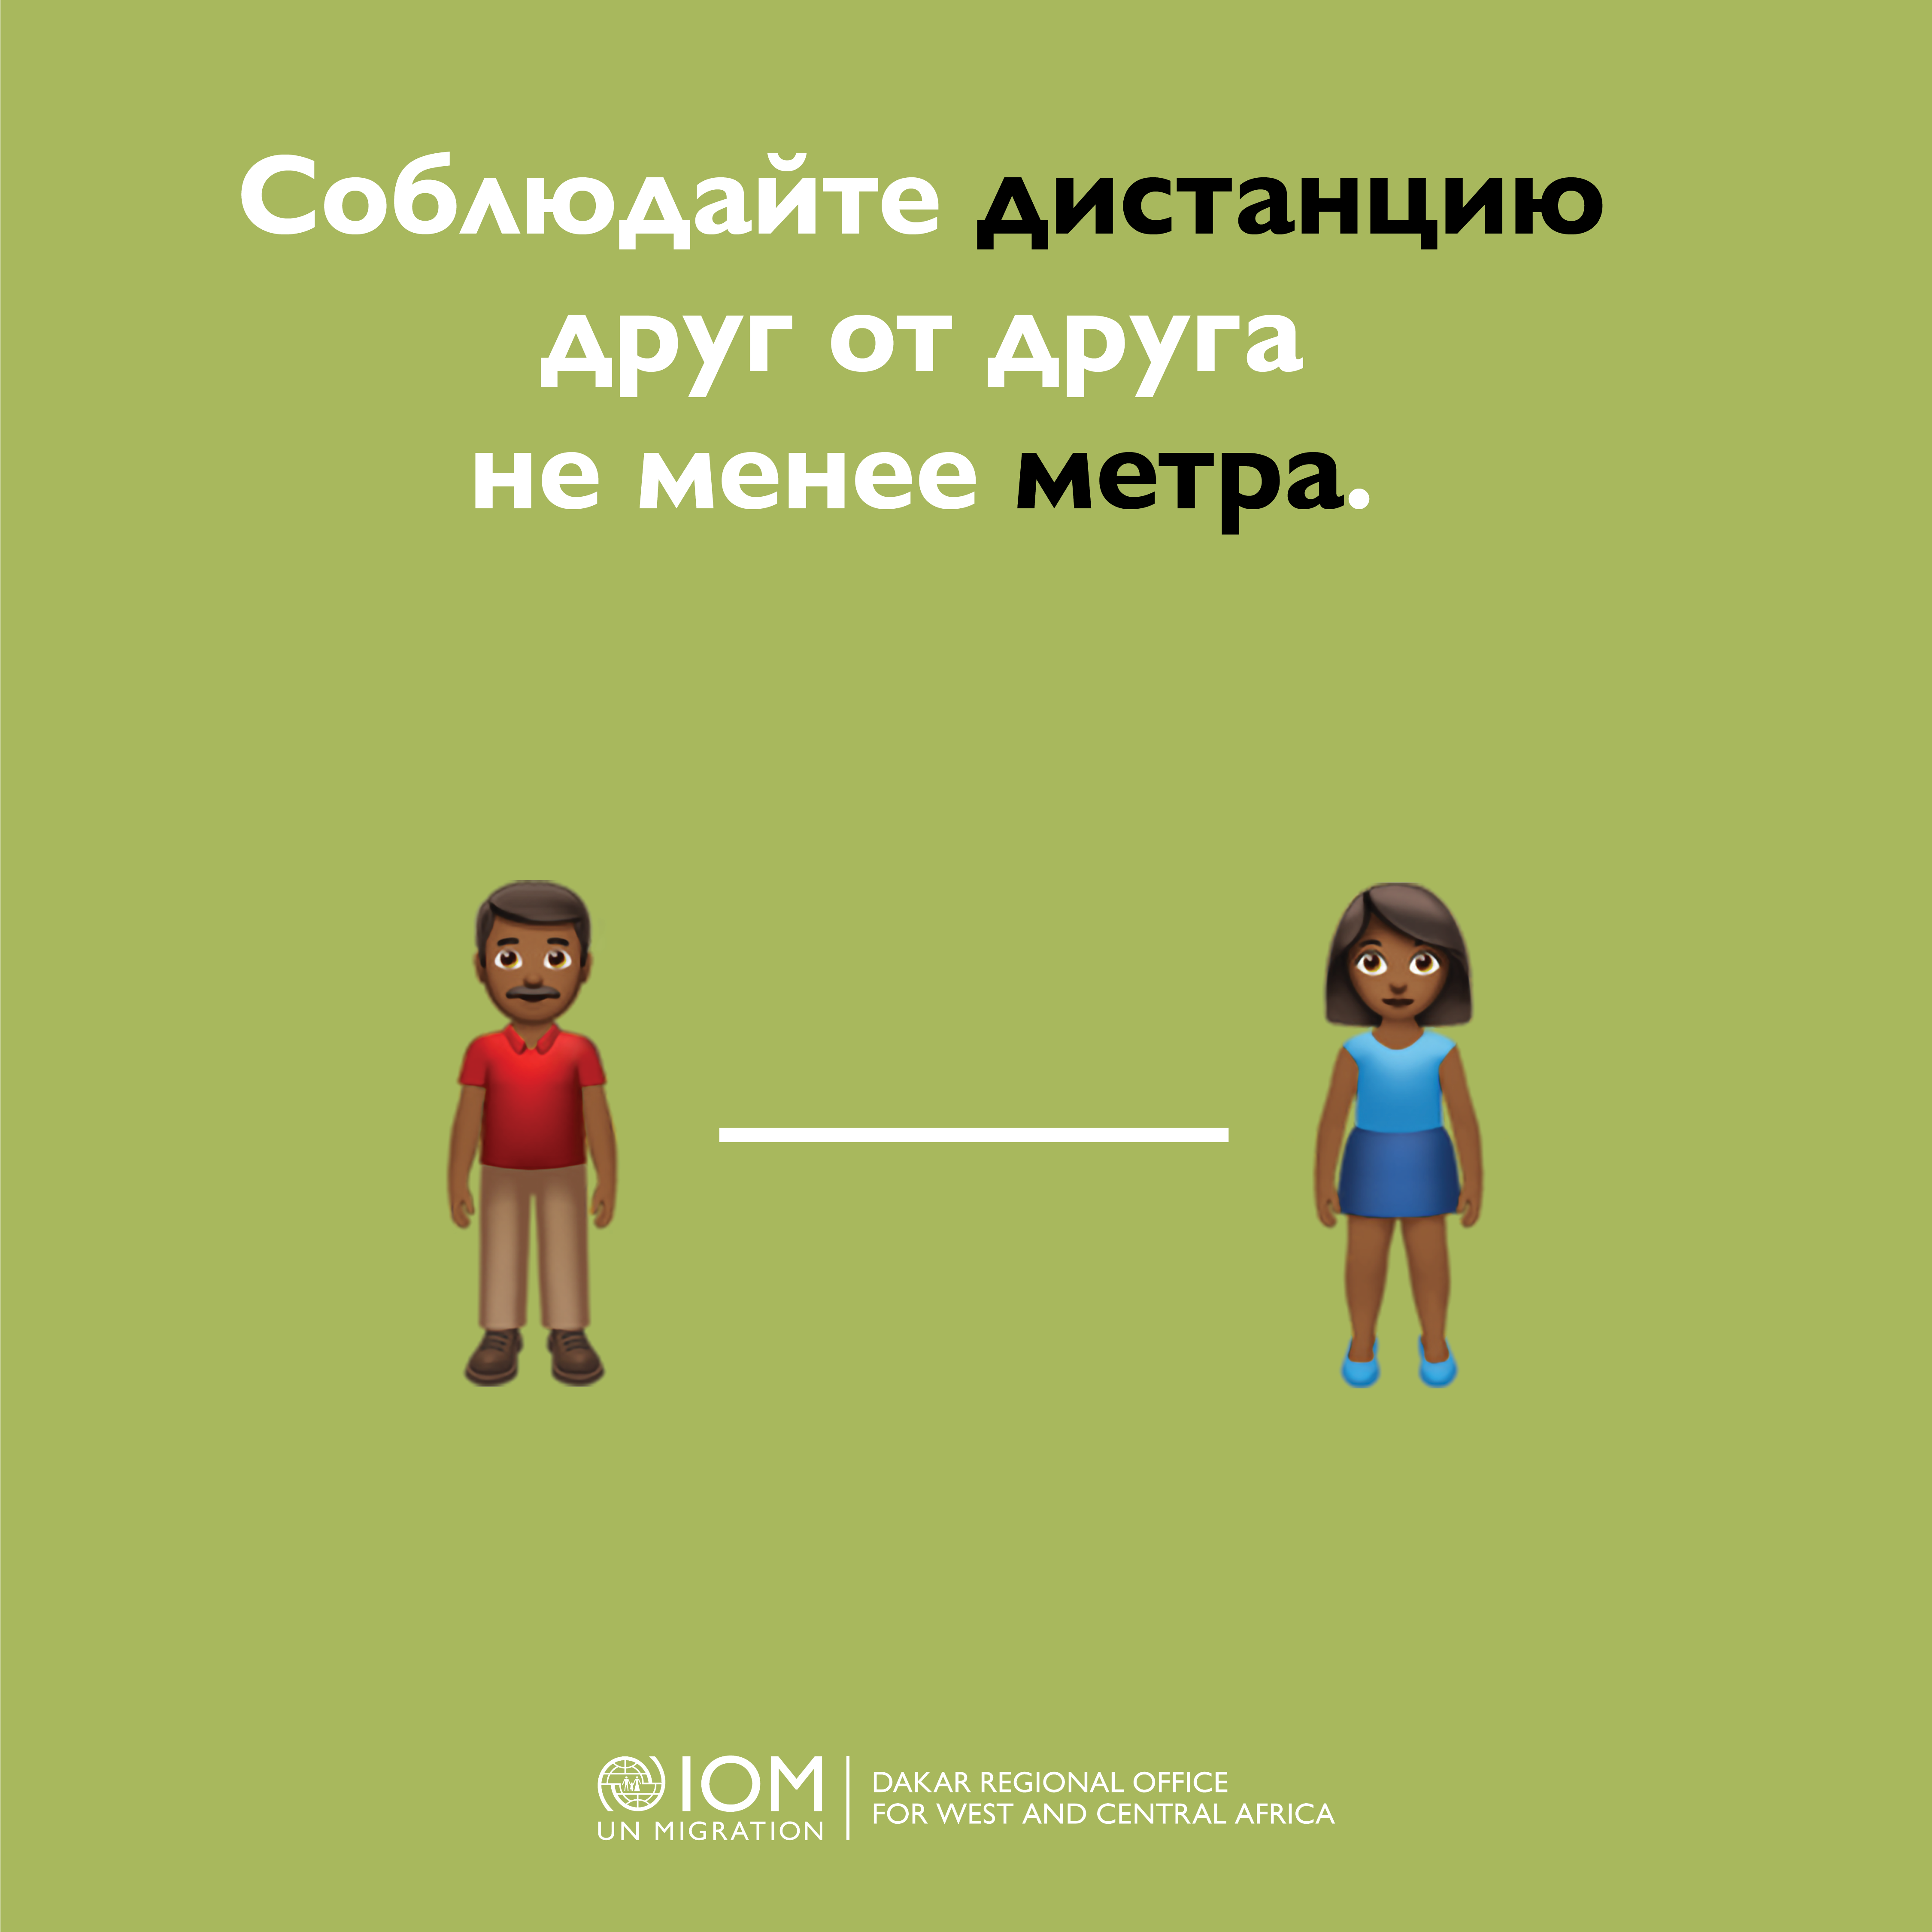 Соблюдайте дистанцию
друг от друга
не менее метра.
IOM
UN MIGRATION
DAKAR REGIONAL OFFICE
FOR WEST AND CENTRAL AFRICA